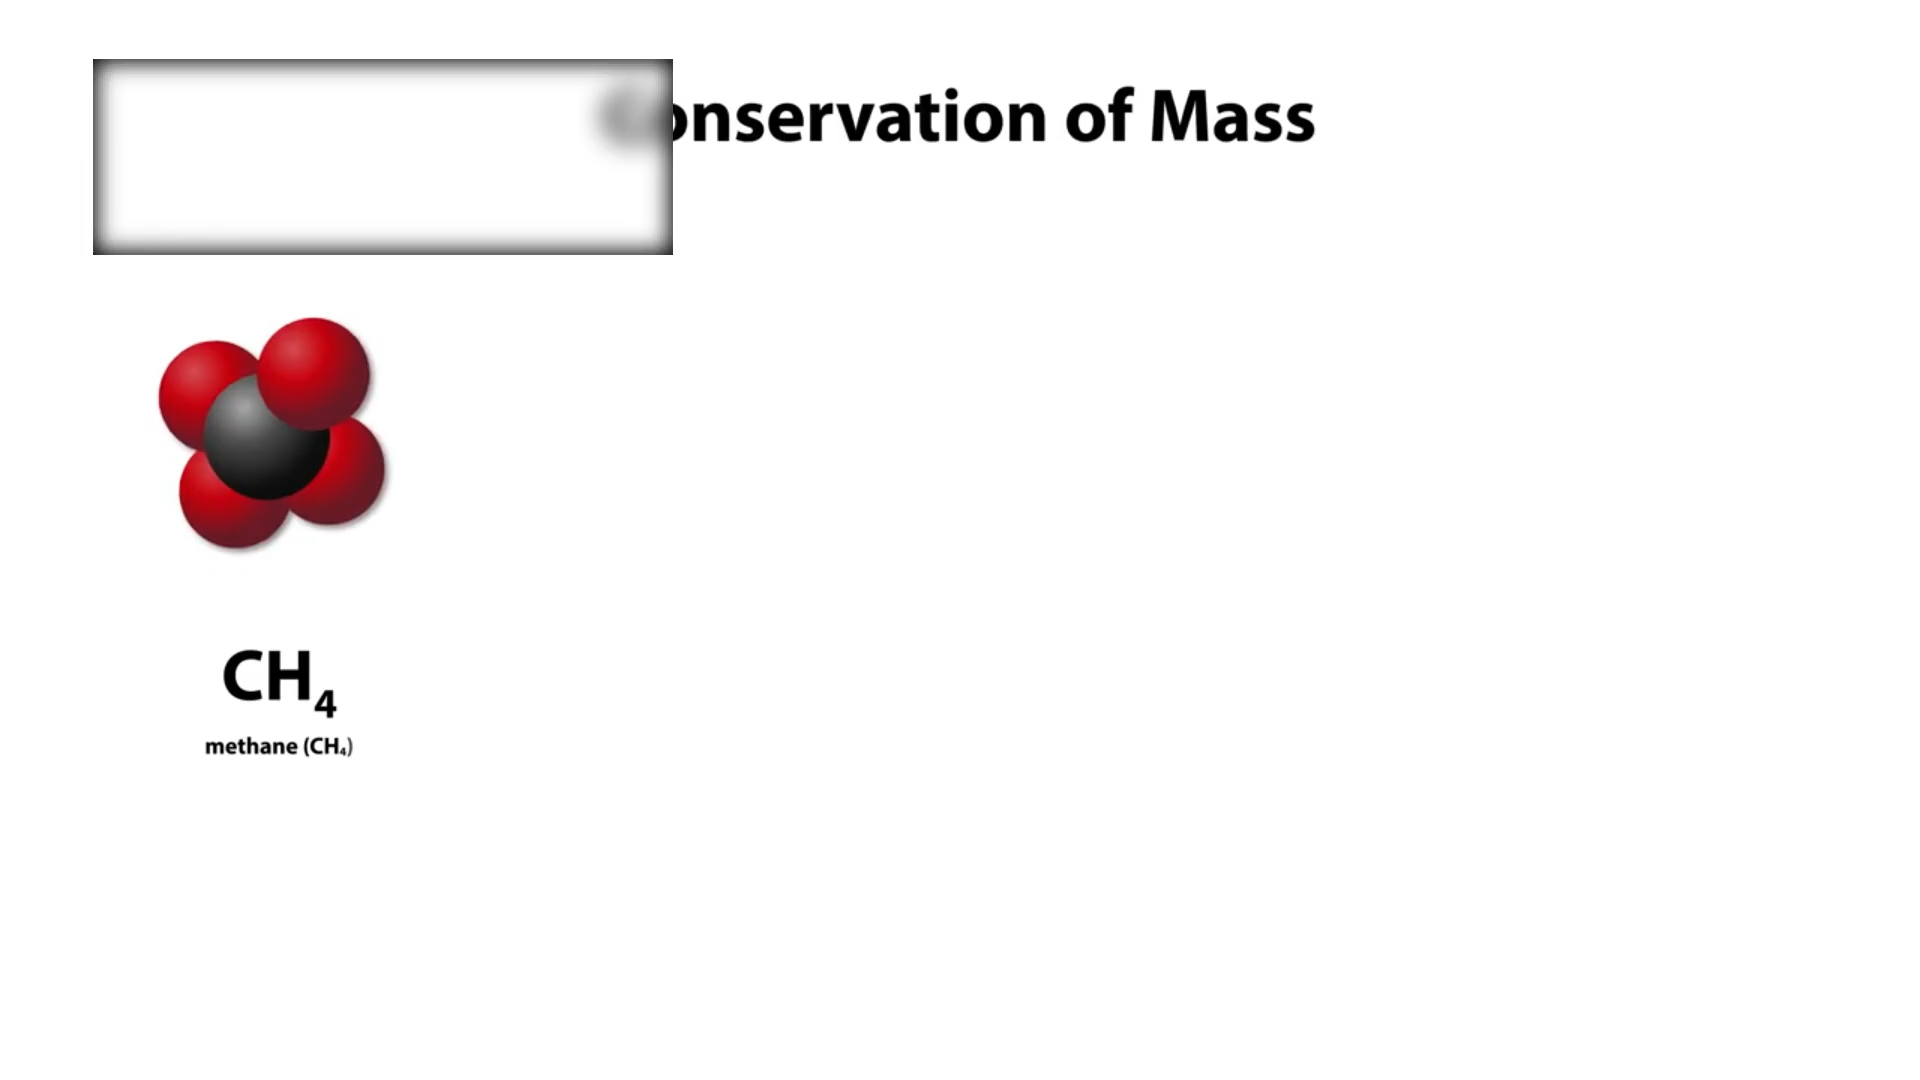 onservation of Mass
CH₄
methane (CH₄)